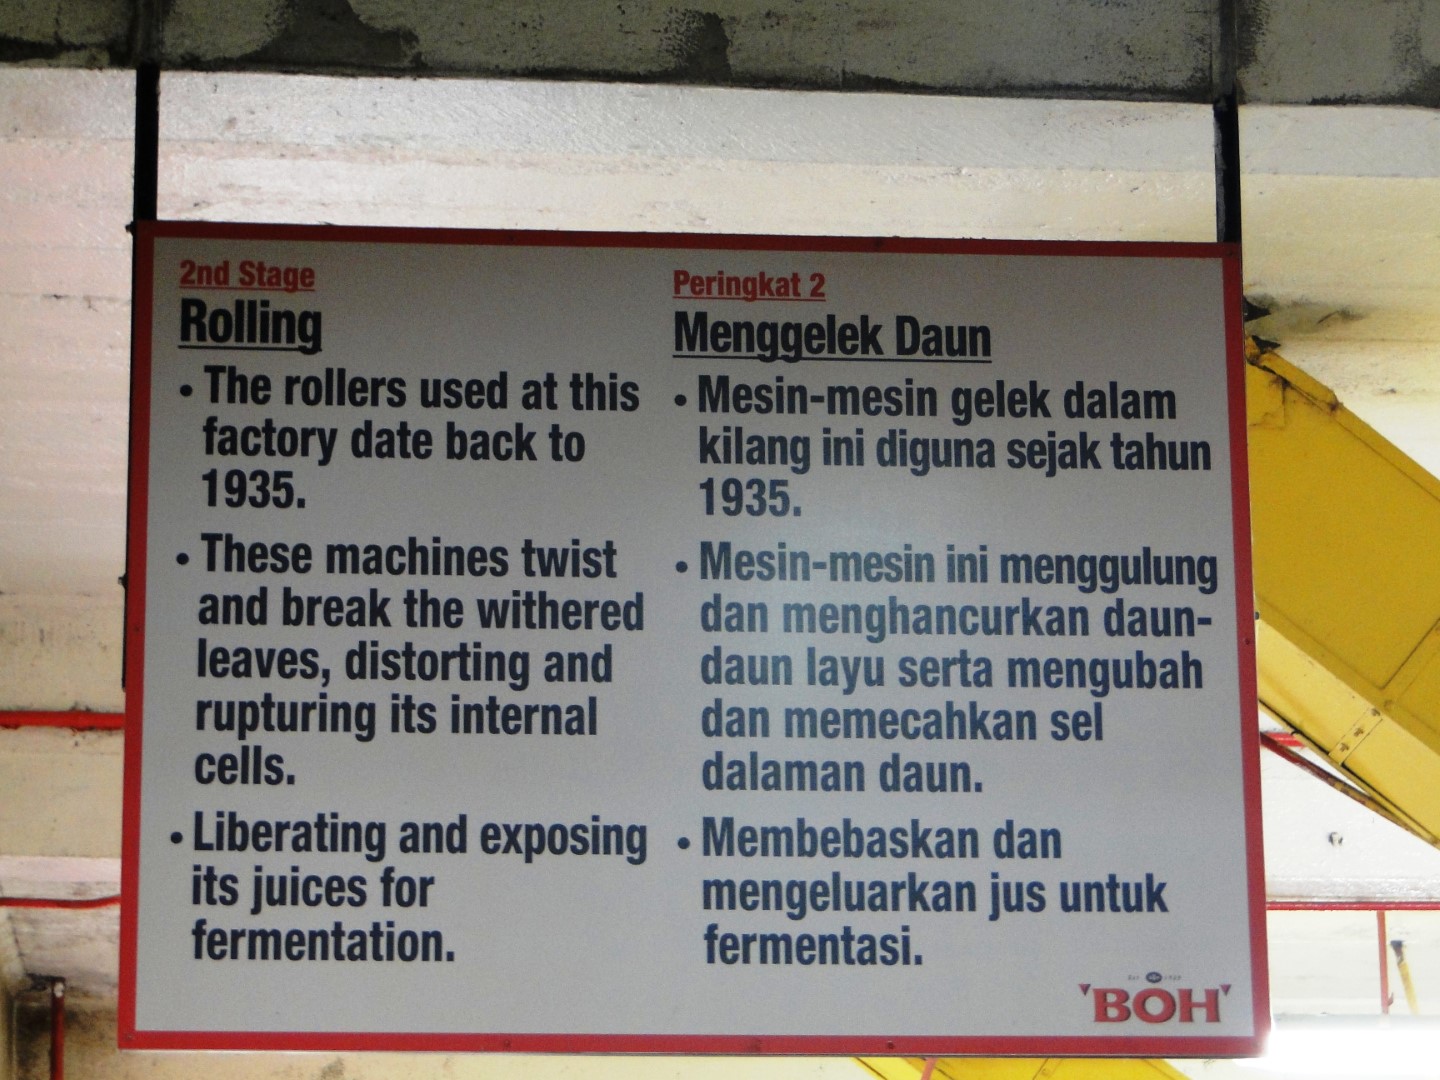 2nd Stage
Rolling
• The rollers used at this
factory date back to
1935.
• These machines twist
and break the withered
leaves, distorting and
rupturing its internal
cells.
• Liberating and exposing
its juices for
fermentation.
Peringkat 2
Menggelek Daun
• Mesin-mesin gelek dalam
kilang ini diguna sejak tahun
1935.
• Mesin-mesin ini menggulung
dan menghancurkan daun-
daun layu serta mengubah
dan memecahkan sel
dalaman daun.
• Membebaskan dan
mengeluarkan jus untuk
fermentasi.
BOH